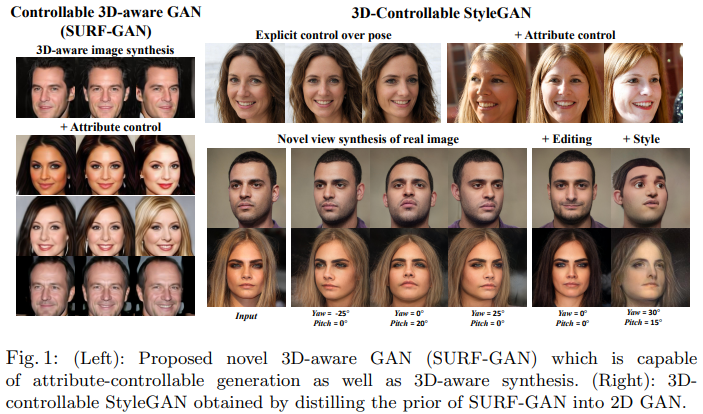 Controllable 3D-aware GAN
(SURF-GAN)
3D-aware image synthesis
+ Attribute control
3D-Controllable StyleGAN
Explicit control over pose
+ Attribute control
Novel view synthesis of real image
+ Editing
+ Style
Input
Yaw = -25°
Pitch = 0°
Yaw = 0°
Pitch = 20°
Yaw = 25°
Pitch = 0°
Yaw = 0°
Pitch = 0°
Yaw = 30°
Pitch = 15°
Fig. 1: (Left): Proposed novel 3D-aware GAN (SURF-GAN) which is capable
of attribute-controllable generation as well as 3D-aware synthesis. (Right): 3D-
controllable StyleGAN obtained by distilling the prior of SURF-GAN into 2D GAN.